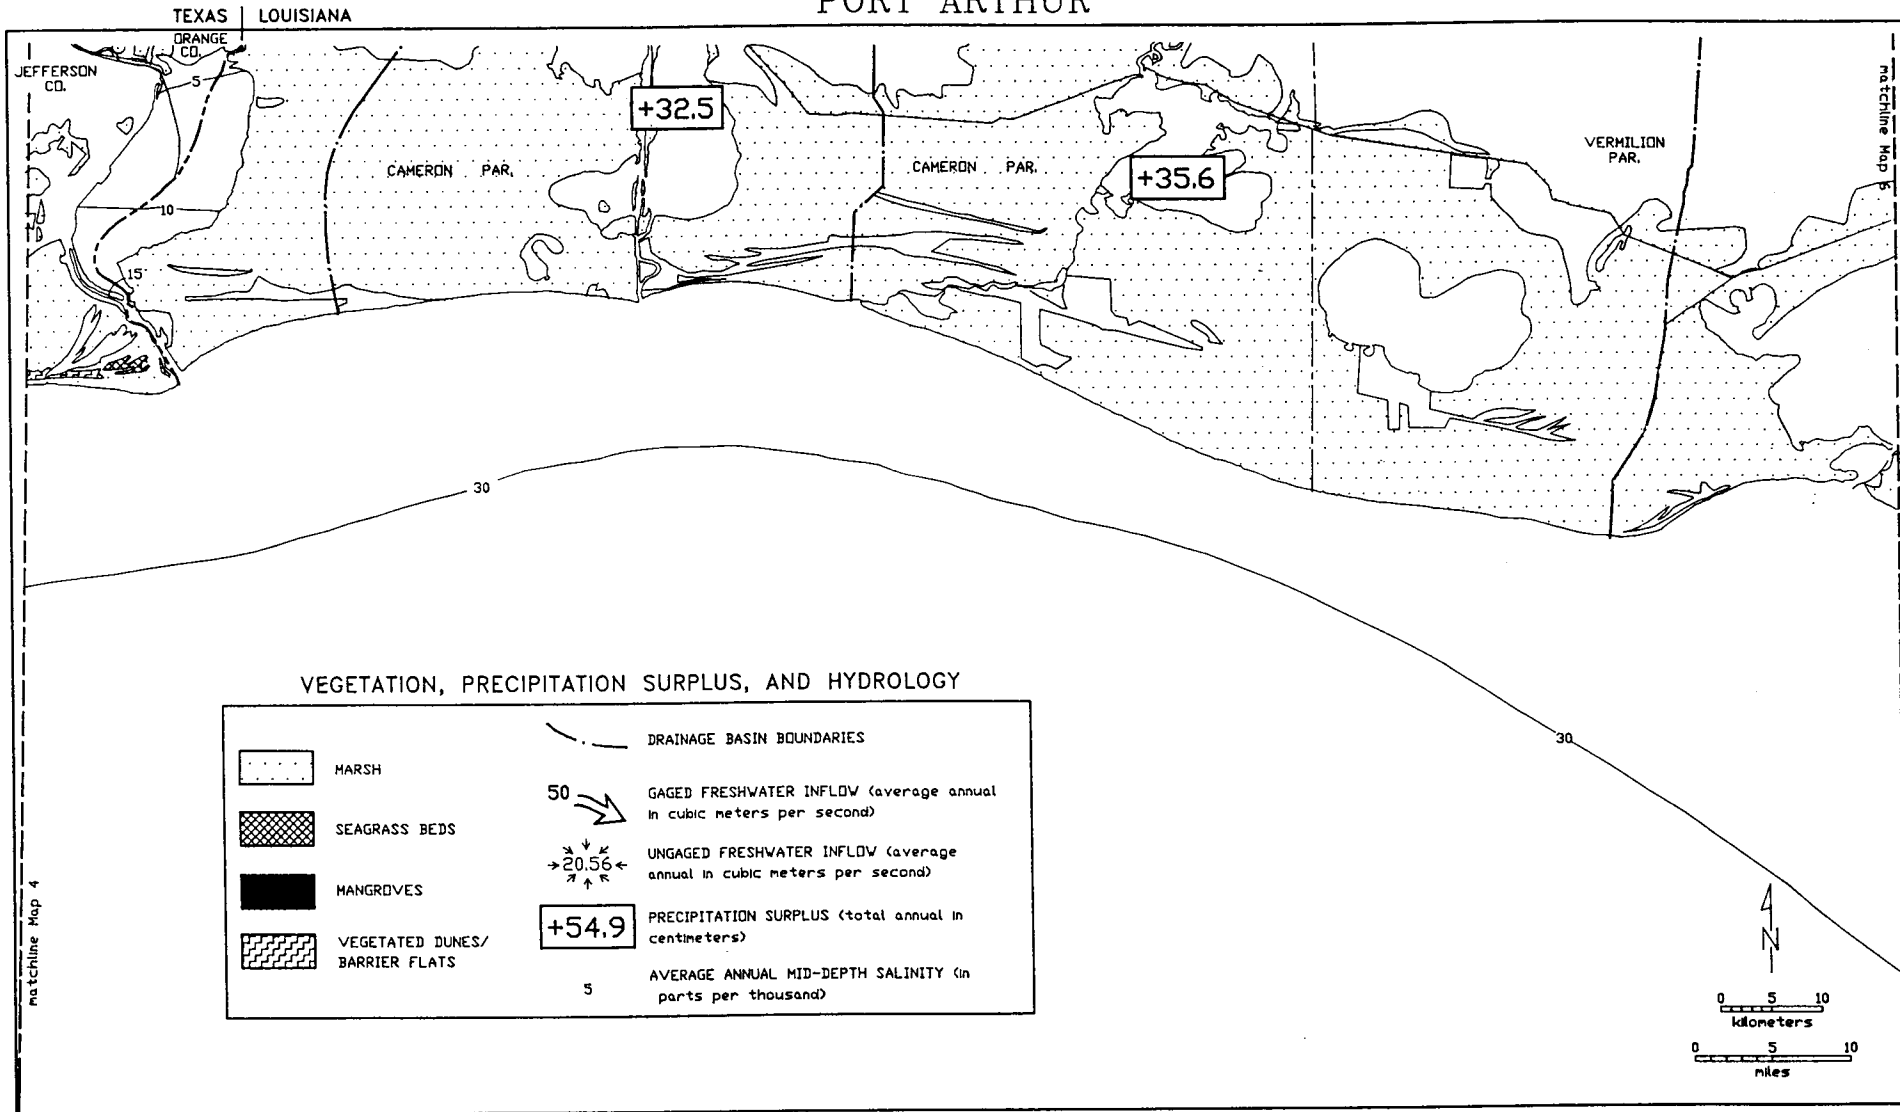 PORT ARTHUR
TEXAS | LOUISIANA
ORANGE
CO.
JEFFERSON
CO.
5
10
15
CAMERON PAR.
+32.5
CAMERON PAR.
+35.6
VERMILION
PAR.
matchline Map 6
30
30
matchline Map 4
VEGETATION, PRECIPITATION SURPLUS, AND HYDROLOGY
MARSH
SEAGRASS BEDS
MANGROVES
VEGETATED DUNES/
BARRIER FLATS
DRAINAGE BASIN BOUNDARIES
50
GAGED FRESHWATER INFLOW (average annual
in cubic meters per second)
20.56
UNGAGED FRESHWATER INFLOW (average
annual in cubic meters per second)
+54.9
PRECIPITATION SURPLUS (total annual in
centimeters)
5
AVERAGE ANNUAL MID-DEPTH SALINITY (in
parts per thousand)
N
0 5 10
kilometers
0 5 10
miles